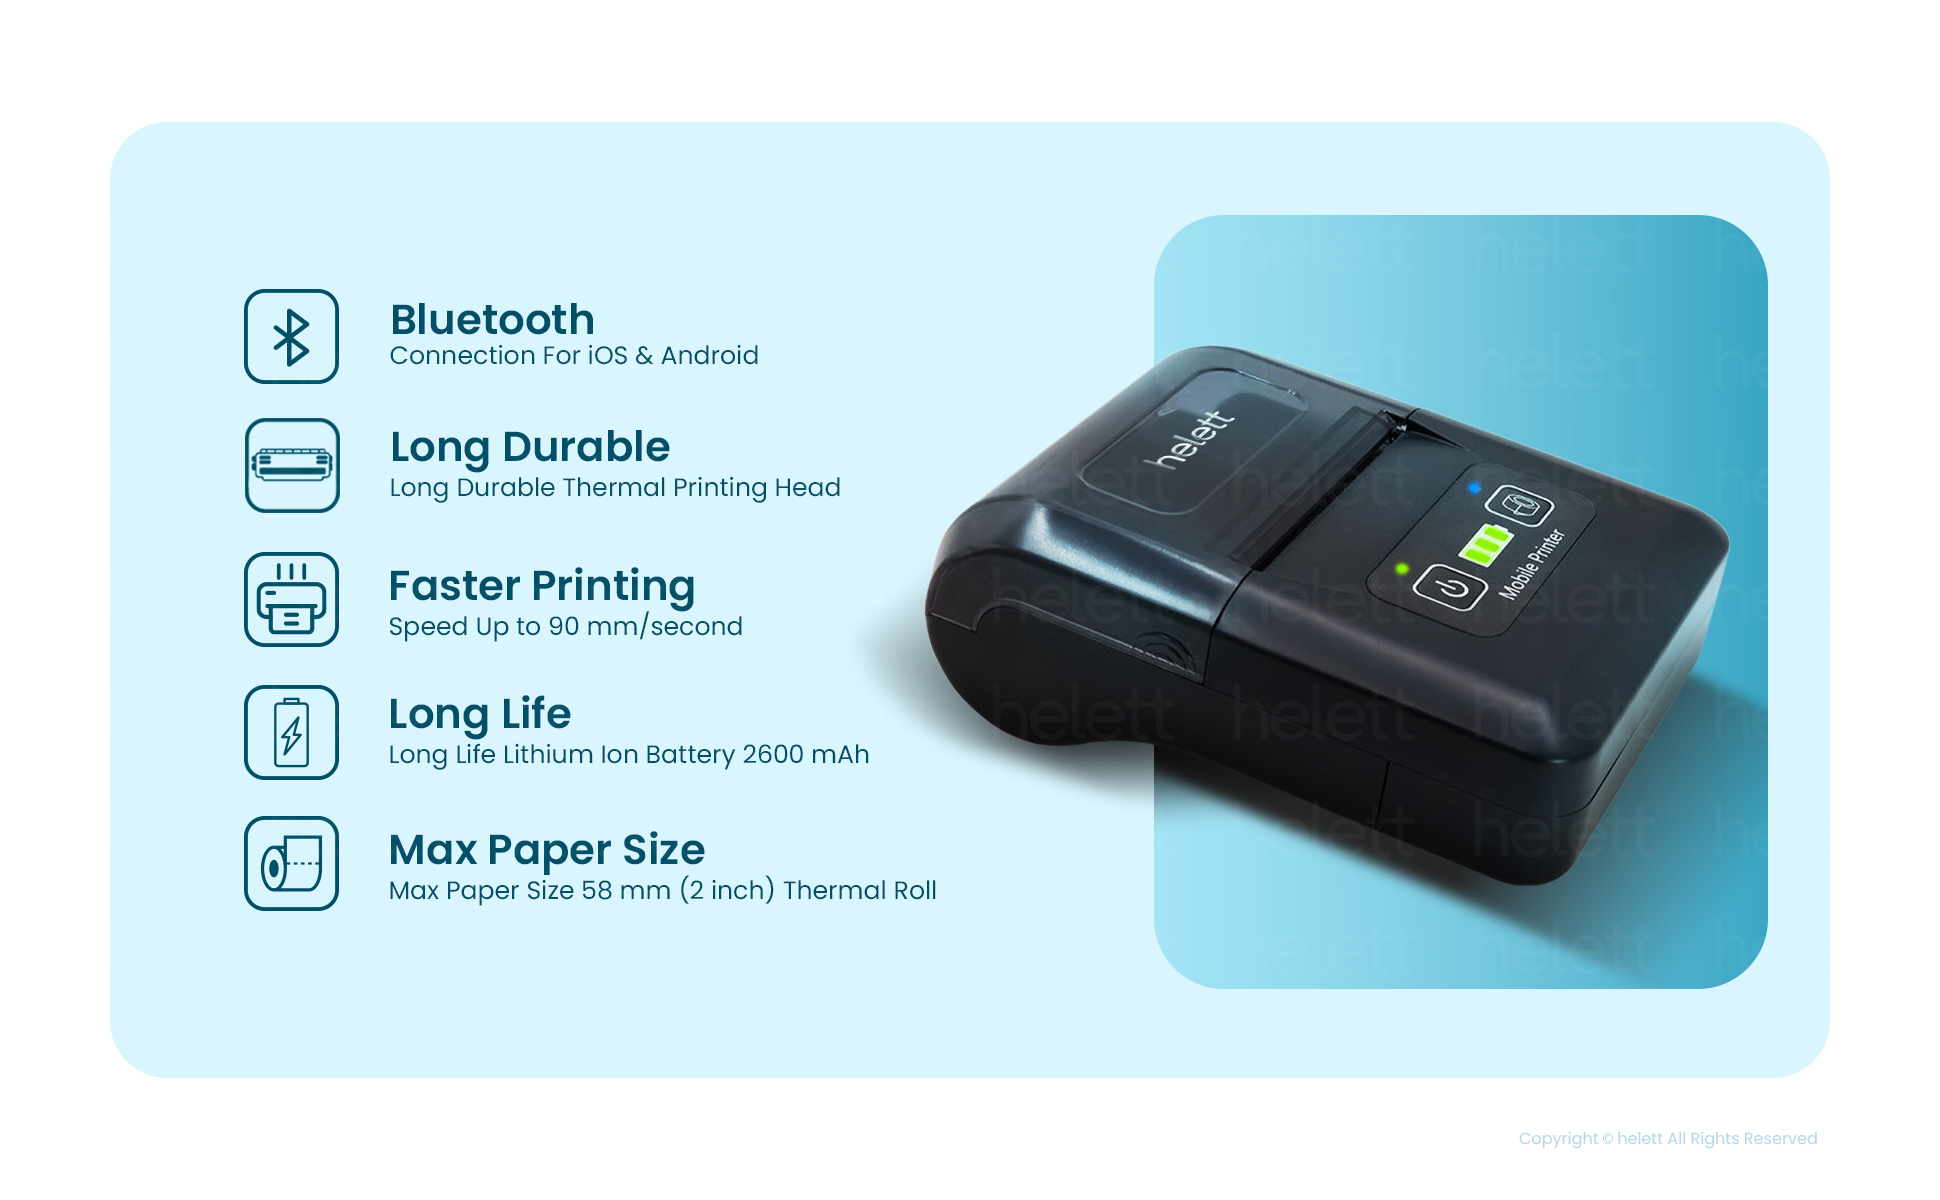 Bluetooth
Connection For iOS & Android
Long Durable
Long Durable Thermal Printing Head
Faster Printing
Speed Up to 90 mm/second
Long Life
Long Life Lithium Ion Battery 2600 mAh
Max Paper Size
Max Paper Size 58 mm (2 inch) Thermal Roll
helett
Mobile Printer
Copyright © helett All Rights Reserved